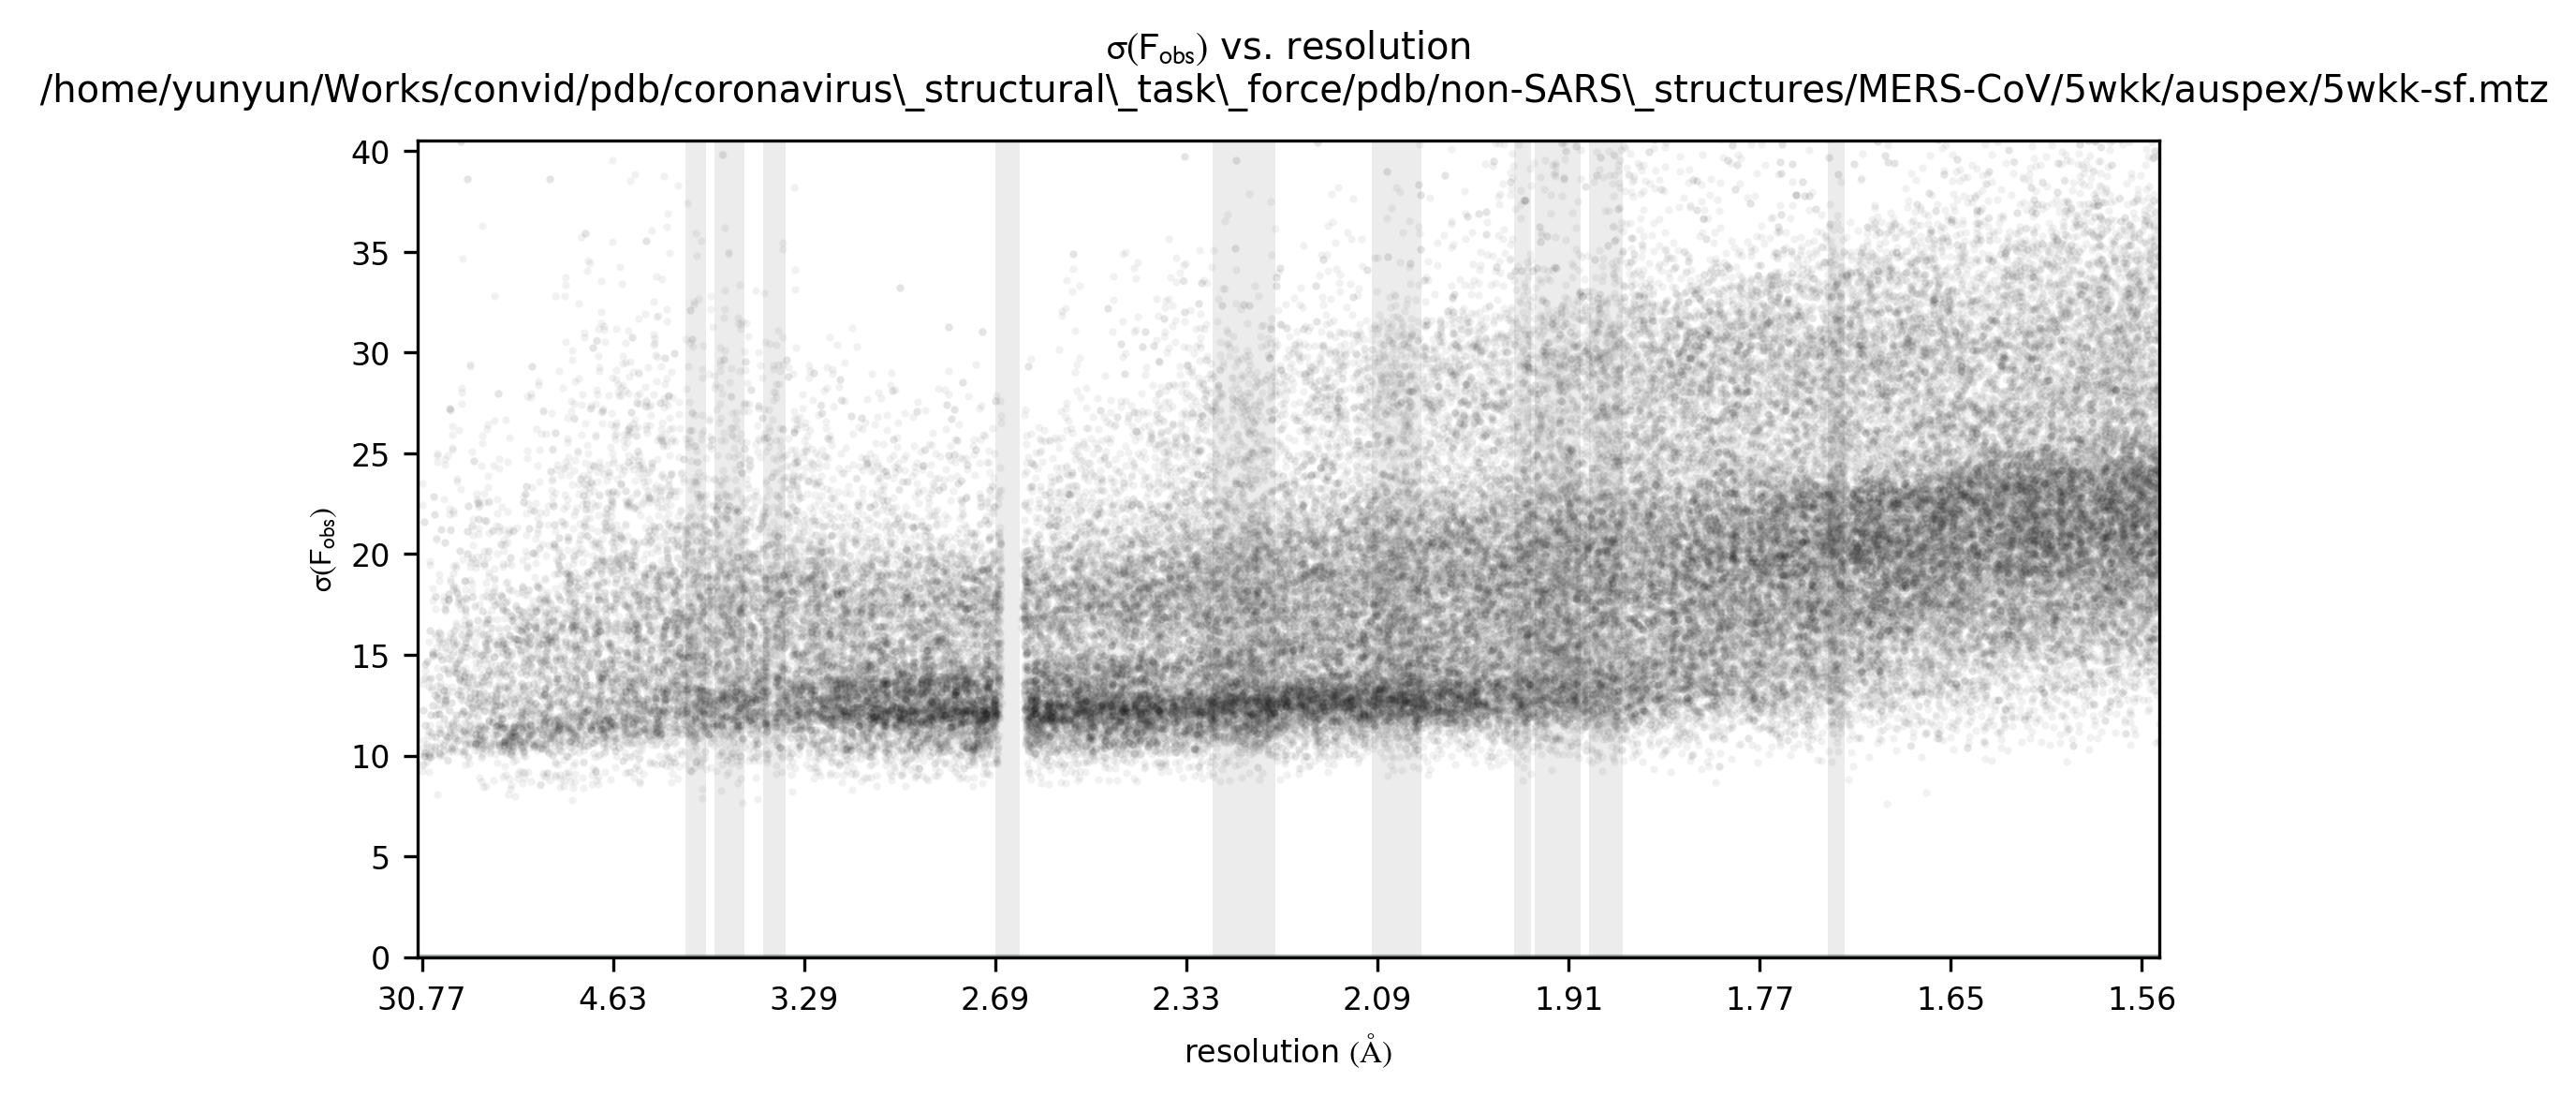 σ(Fobs) vs. resolution
/home/yunyun/Works/convid/pdb/coronavirus\_structural\_task\_force/pdb/non-SARS\_structures/MERS-CoV/5wkk/auspex/5wkk-sf.mtz
40
35
30
25
20
15
10
5
0
σ(Fobs)
30.77 4.63 3.29 2.69 2.33 2.09 1.91 1.77 1.65 1.56
resolution (Å)